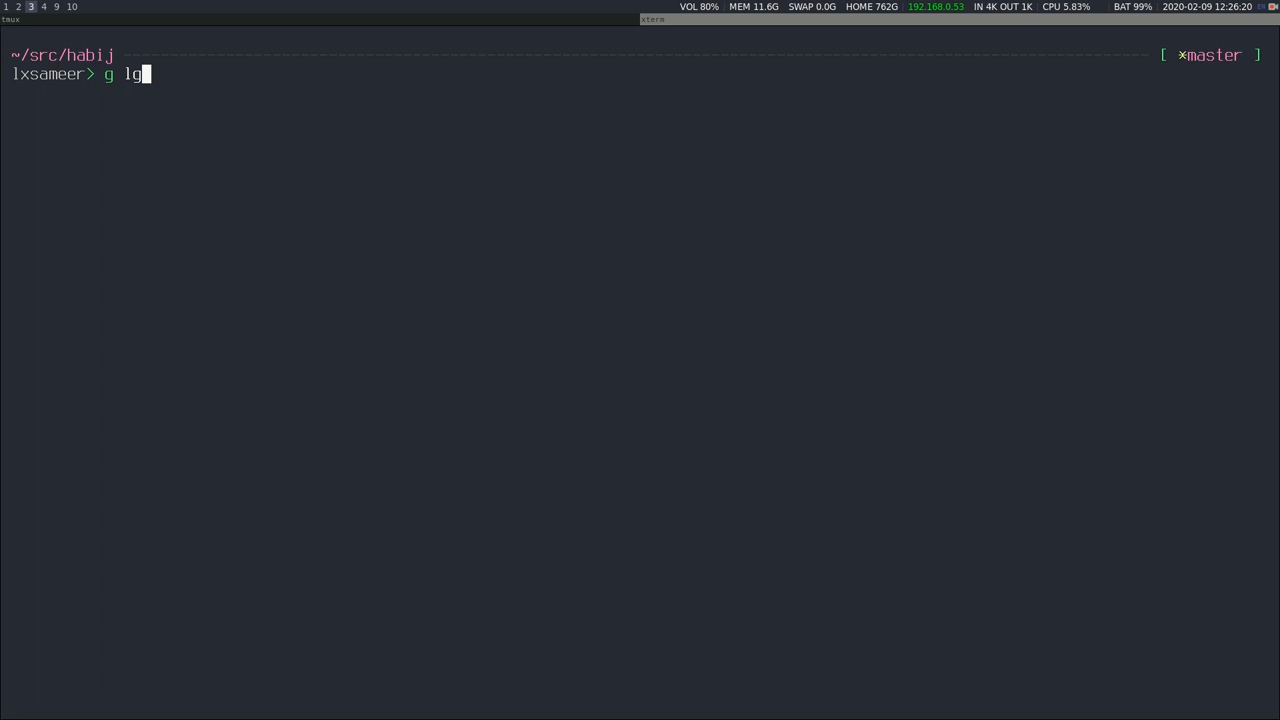 1 2 3 4 9 10 VOL 80% MEM 11.6G SWAP 0.0G HOME 762G 192.168.0.53 IN 4K OUT 1K CPU 5.83% BAT 99% 2020-02-09 12:26:20
tmux xterm
~/src/habij [ *master ]
lxsameer> g lg